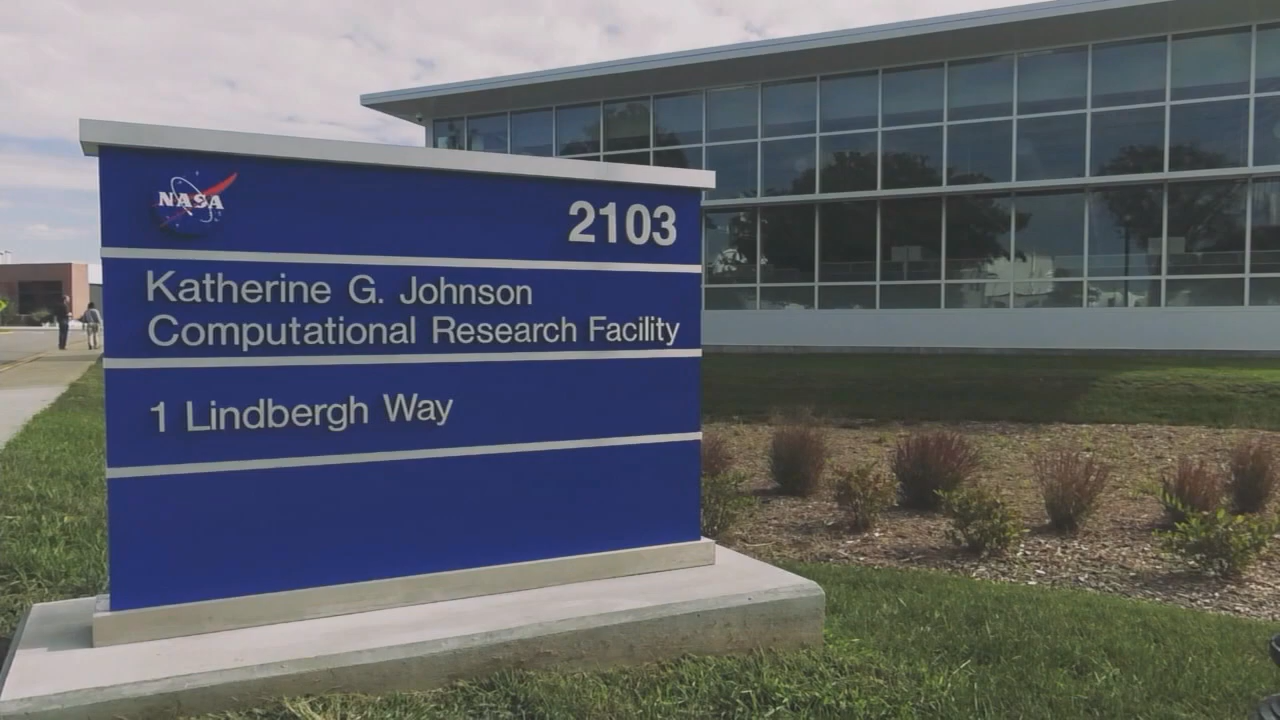 NASA
2103
Katherine G. Johnson
Computational Research Facility
1 Lindbergh Way